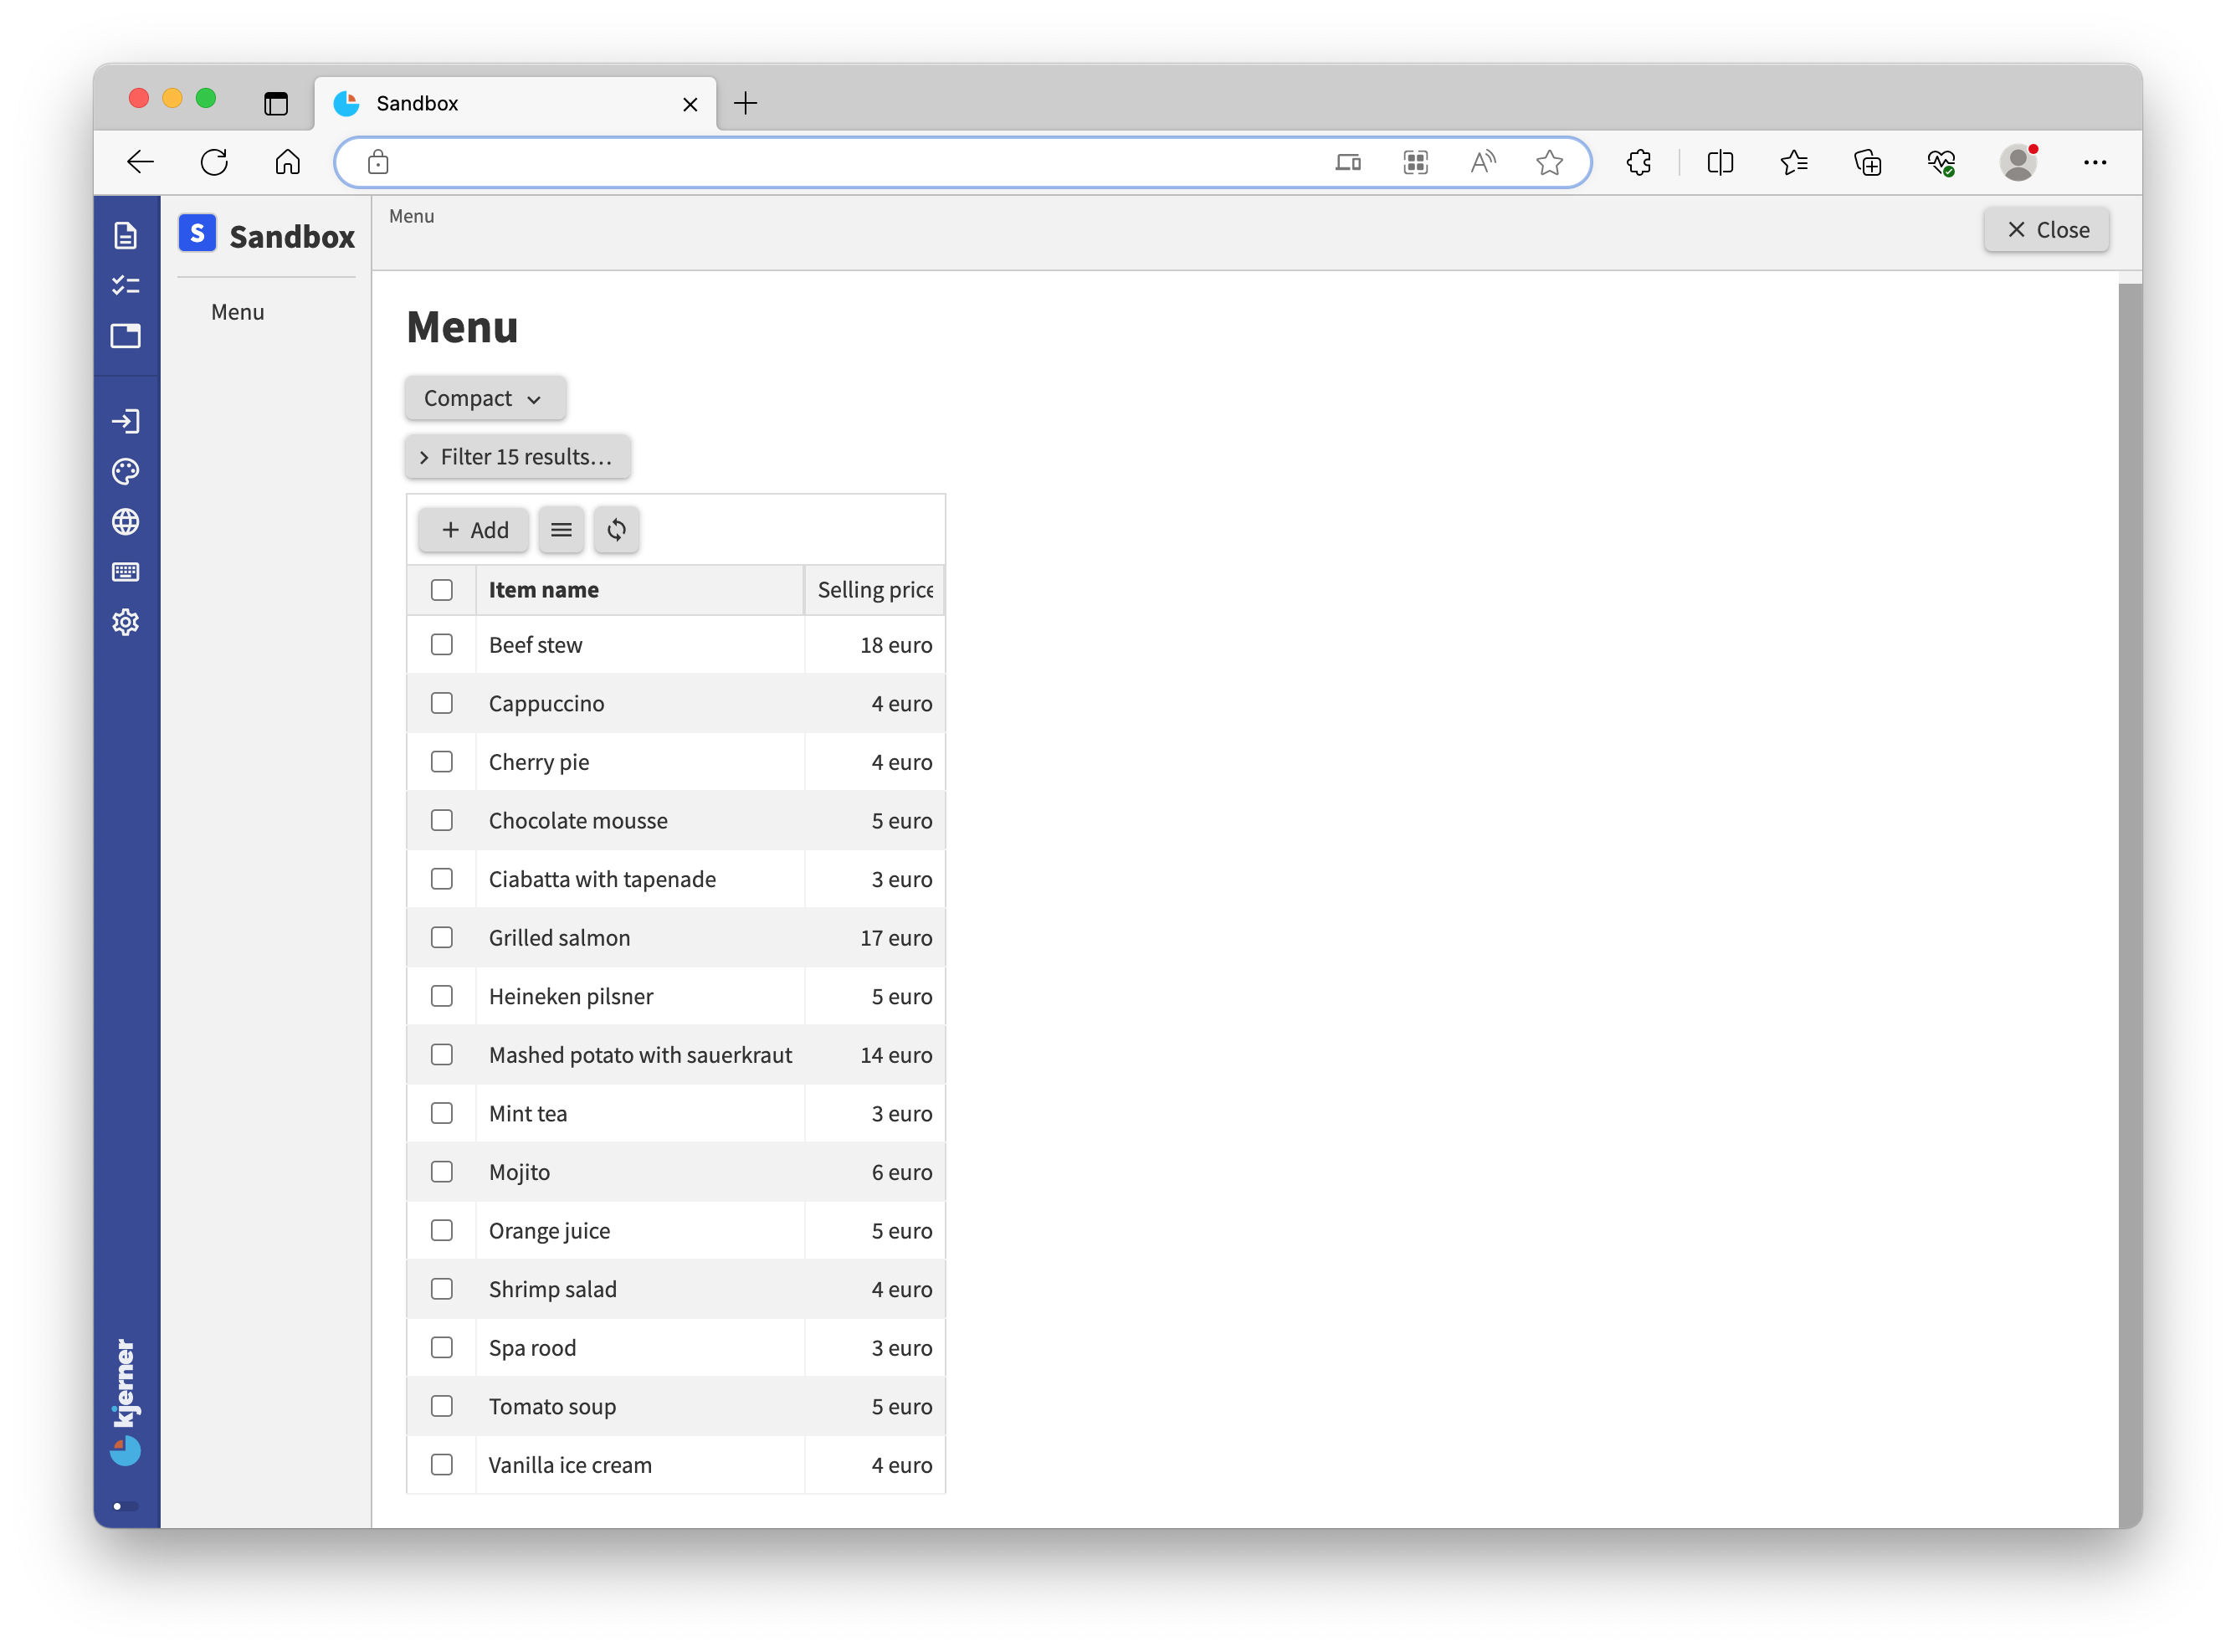 Sandbox
S Sandbox
Menu
Close
Menu
Menu
Compact
Filter 15 results...
+ Add
Item name Selling price
Beef stew 18 euro
Cappuccino 4 euro
Cherry pie 4 euro
Chocolate mousse 5 euro
Ciabatta with tapenade 3 euro
Grilled salmon 17 euro
Heineken pilsner 5 euro
Mashed potato with sauerkraut 14 euro
Mint tea 3 euro
Mojito 6 euro
Orange juice 5 euro
Shrimp salad 4 euro
Spa rood 3 euro
Tomato soup 5 euro
Vanilla ice cream 4 euro
kjerner